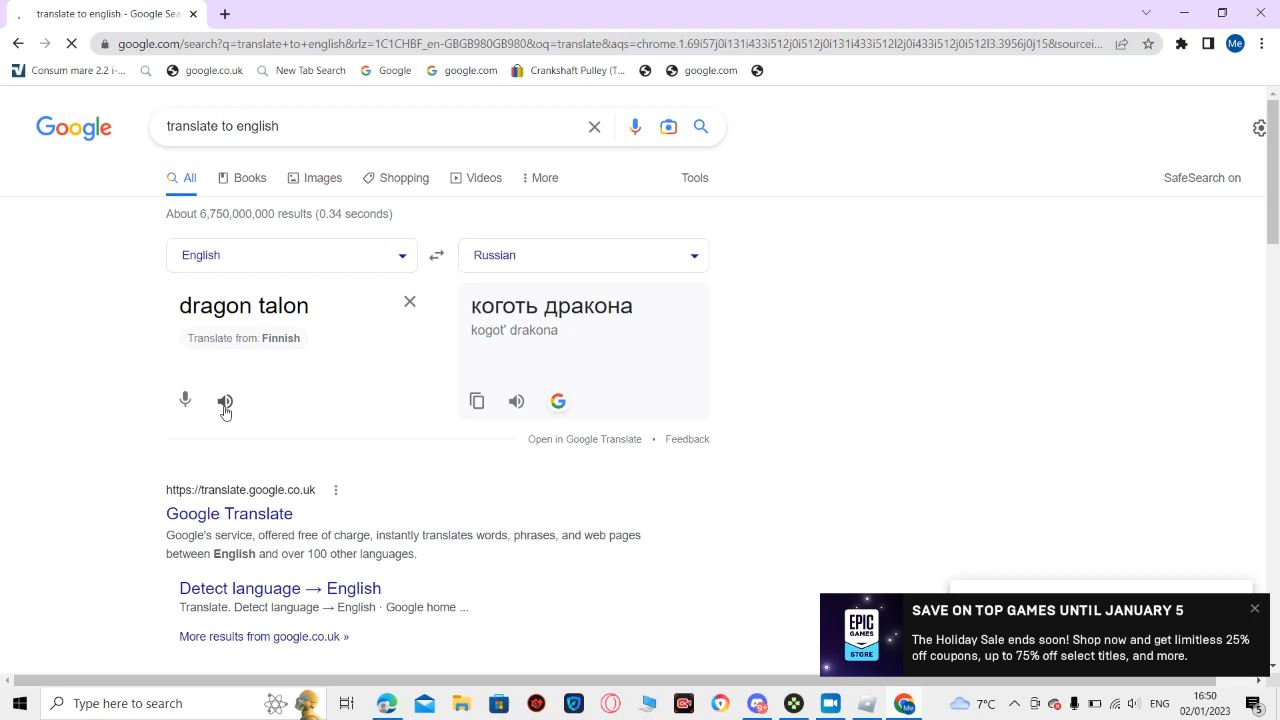 translate to english - Google Sea
google.com/search?q=translate+to+english&rlz=1C1CHBF_en-GBGB980GB980&q=translate&aqs=chrome.1.69i57j0i131i433i512j0i512j0i131i433i512l2j0i433i512j0i131i433i512j0i512l3.3956j0j15&sourcei...
Me
Consum mare 2.2 i-...
google.co.uk
New Tab Search
Google
google.com
Crankshaft Pulley (T...
google.com
Google
translate to english
All
Books
Images
Shopping
Videos
More
Tools
SafeSearch on
About 6,750,000,000 results (0.34 seconds)
English
Russian
dragon talon
коготь дракона
kogot' drakona
Translate from: Finnish
Open in Google Translate • Feedback
https://translate.google.co.uk
Google Translate
Google's service, offered free of charge, instantly translates words, phrases, and web pages
between English and over 100 other languages.
Detect language → English
Translate. Detect language → English · Google home ...
More results from google.co.uk »
EPIC
GAMES
STORE
SAVE ON TOP GAMES UNTIL JANUARY 5
The Holiday Sale ends soon! Shop now and get limitless 25%
off coupons, up to 75% off select titles, and more.
Type here to search
Me
7°C
ENG
16:50
02/01/2023
5